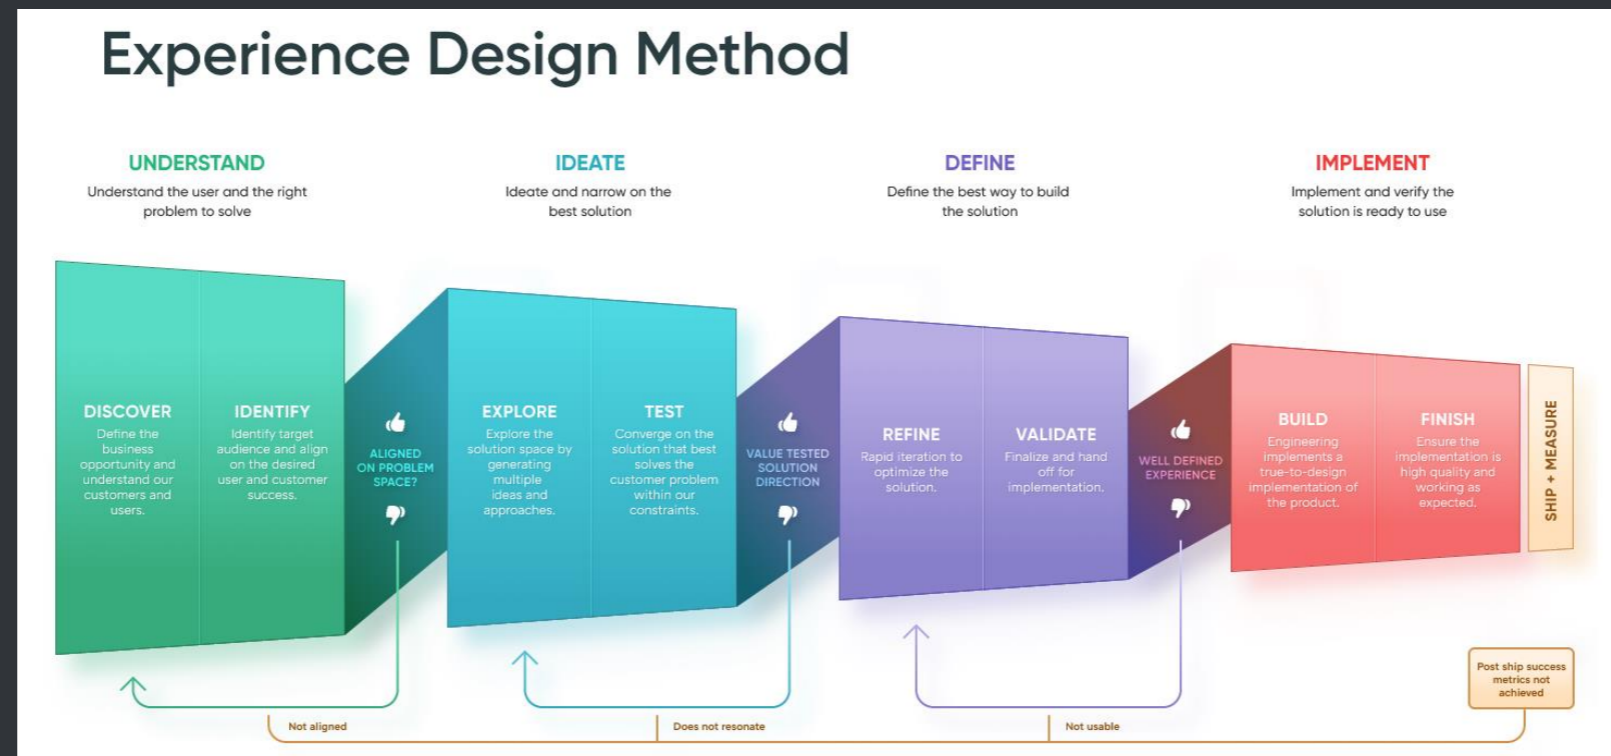 Experience Design Method
UNDERSTAND
Understand the user and the right
problem to solve
IDEATE
Ideate and narrow on the
best solution
DEFINE
Define the best way to build
the solution
IMPLEMENT
Implement and verify the
solution is ready to use
DISCOVER
Define the
business
opportunity and
understand our
customers and
users.
IDENTIFY
Identify target
audience and align
on the desired
user and customer
success.
ALIGNED
ON PROBLEM
SPACE?
EXPLORE
Explore the
solution space by
generating
multiple
ideas and
approaches.
TEST
Converge on the
solution that best
solves the
customer problem
within our
constraints.
VALUE TESTED
SOLUTION
DIRECTION
REFINE
Rapid iteration to
optimize the
solution.
VALIDATE
Finalize and hand
off for
implementation.
WELL DEFINED
EXPERIENCE
BUILD
Engineering
implements a
true-to-design
implementation of
the product.
FINISH
Ensure the
implementation is
high quality and
working as
expected.
SHIP + MEASURE
Post ship success
metrics not
achieved
Not aligned
Does not resonate
Not usable